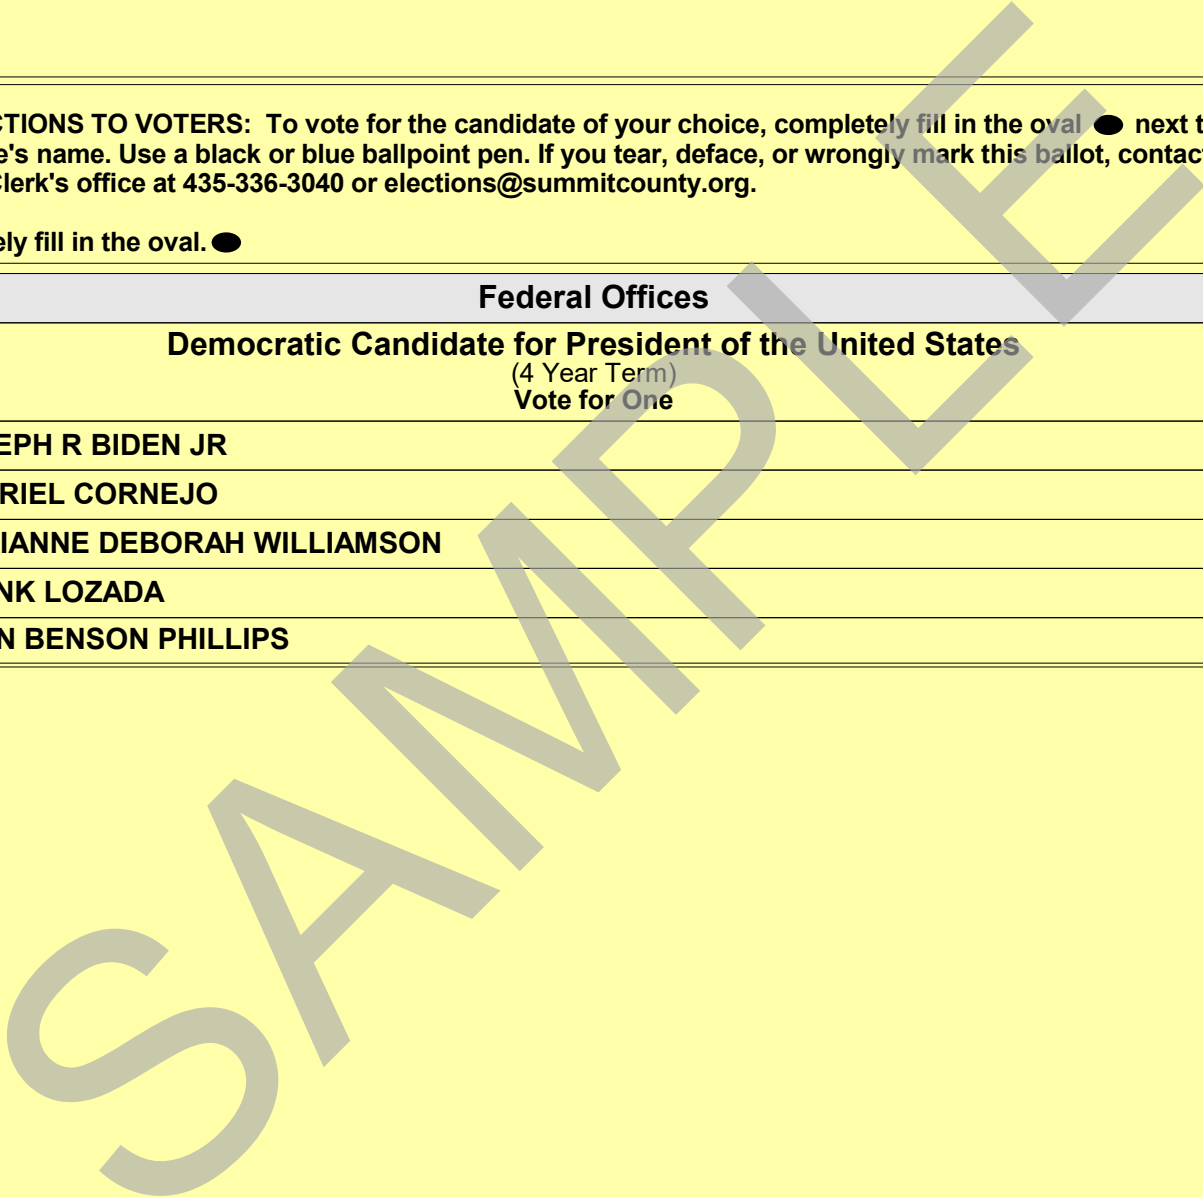 CTIONS TO VOTERS: To vote for the candidate of your choice, completely fill in the oval next t
e's name. Use a black or blue ballpoint pen. If you tear, deface, or wrongly mark this ballot, contact
Clerk's office at 435-336-3040 or elections@summitcounty.org.
ely fill in the oval.
Federal Offices
Democratic Candidate for President of the United States
(4 Year Term)
Vote for One
EPH R BIDEN JR
RIEL CORNEJO
IANNE DEBORAH WILLIAMSON
NK LOZADA
N BENSON PHILLIPS
SAMPLE